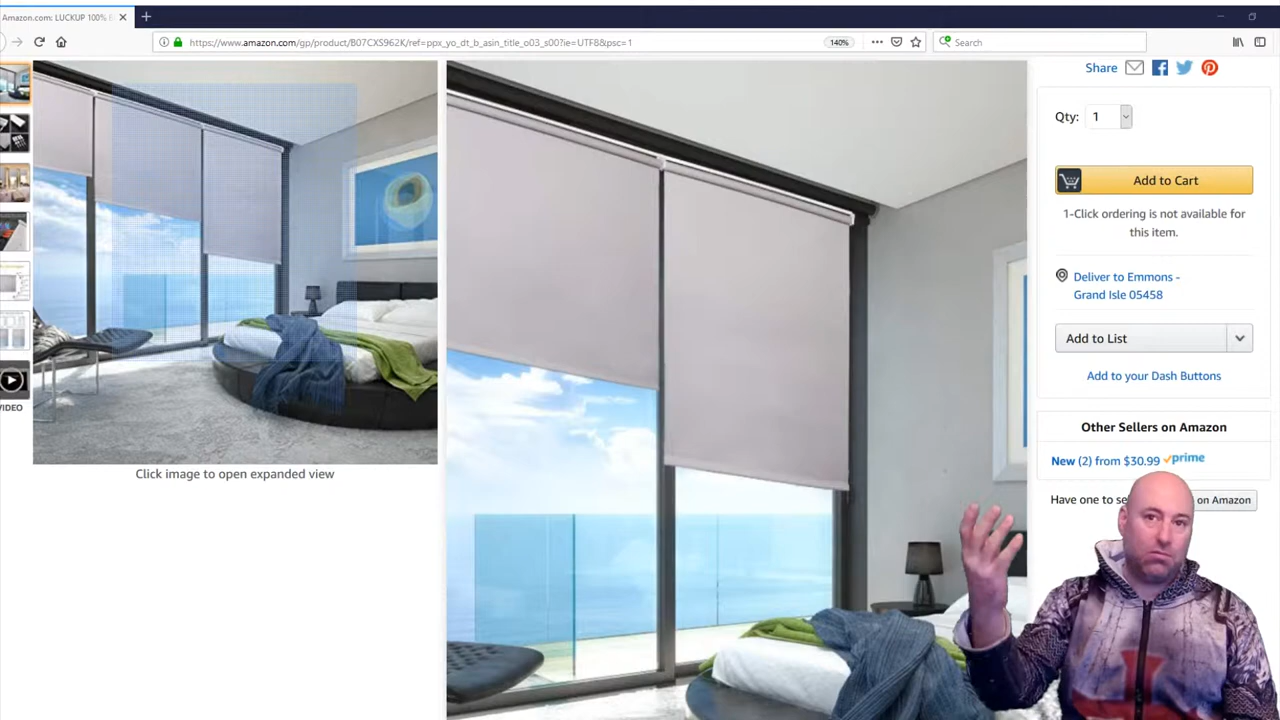 Amazon.com: LUCKUP 100% B
https://www.amazon.com/gp/product/B07CXS962K/ref=ppx_yo_dt_b_asin_title_o03_s00?ie=UTF8&psc=1
140%
Search
Share
Qty: 1
Add to Cart
1-Click ordering is not available for
this item.
Deliver to Emmons -
Grand Isle 05458
Add to List
Add to your Dash Buttons
Other Sellers on Amazon
New (2) from $30.99 prime
Have one to se on Amazon
VIDEO
Click image to open expanded view